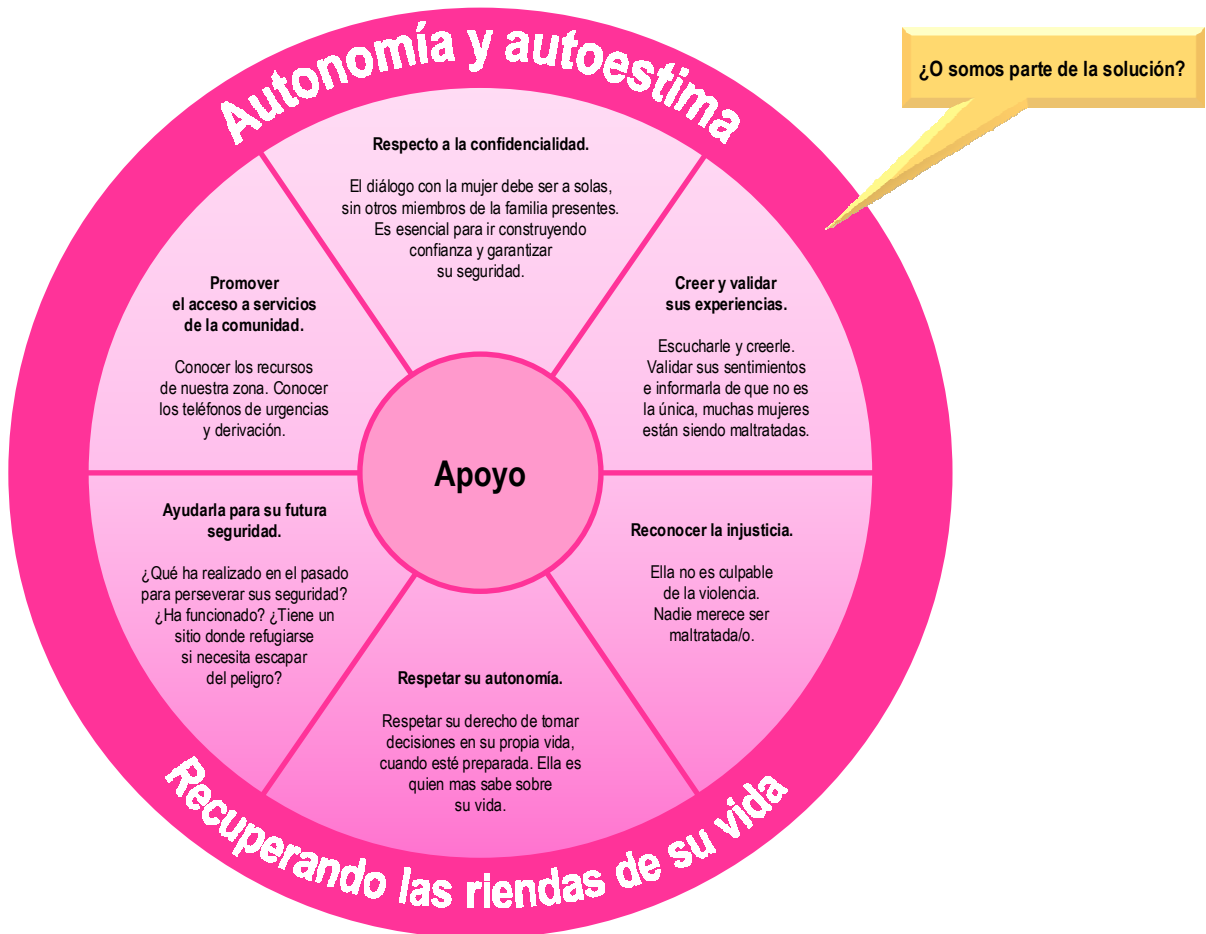 Autonomía y autoestima
¿O somos parte de la solución?
Respecto a la confidencialidad.
El diálogo con la mujer debe ser a solas,
sin otros miembros de la familia presentes.
Es esencial para ir construyendo
confianza y garantizar
su seguridad.
Creer y validar
sus experiencias.
Escucharle y creerle.
Validar sus sentimientos
e informarla de que no es
la única, muchas mujeres
están siendo maltratadas.
Reconocer la injusticia.
Ella no es culpable
de la violencia.
Nadie merece ser
maltratada/o.
Respetar su autonomía.
Respetar su derecho de tomar
decisiones en su propia vida,
cuando esté preparada. Ella es
quien mas sabe sobre
su vida.
Ayudarla para su futura
seguridad.
¿Qué ha realizado en el pasado
para perseverar sus seguridad?
¿Ha funcionado? ¿Tiene un
sitio donde refugiarse
si necesita escapar
del peligro?
Promover
el acceso a servicios
de la comunidad.
Conocer los recursos
de nuestra zona. Conocer
los teléfonos de urgencias
y derivación.
Apoyo
Recuperando las riendas de su vida